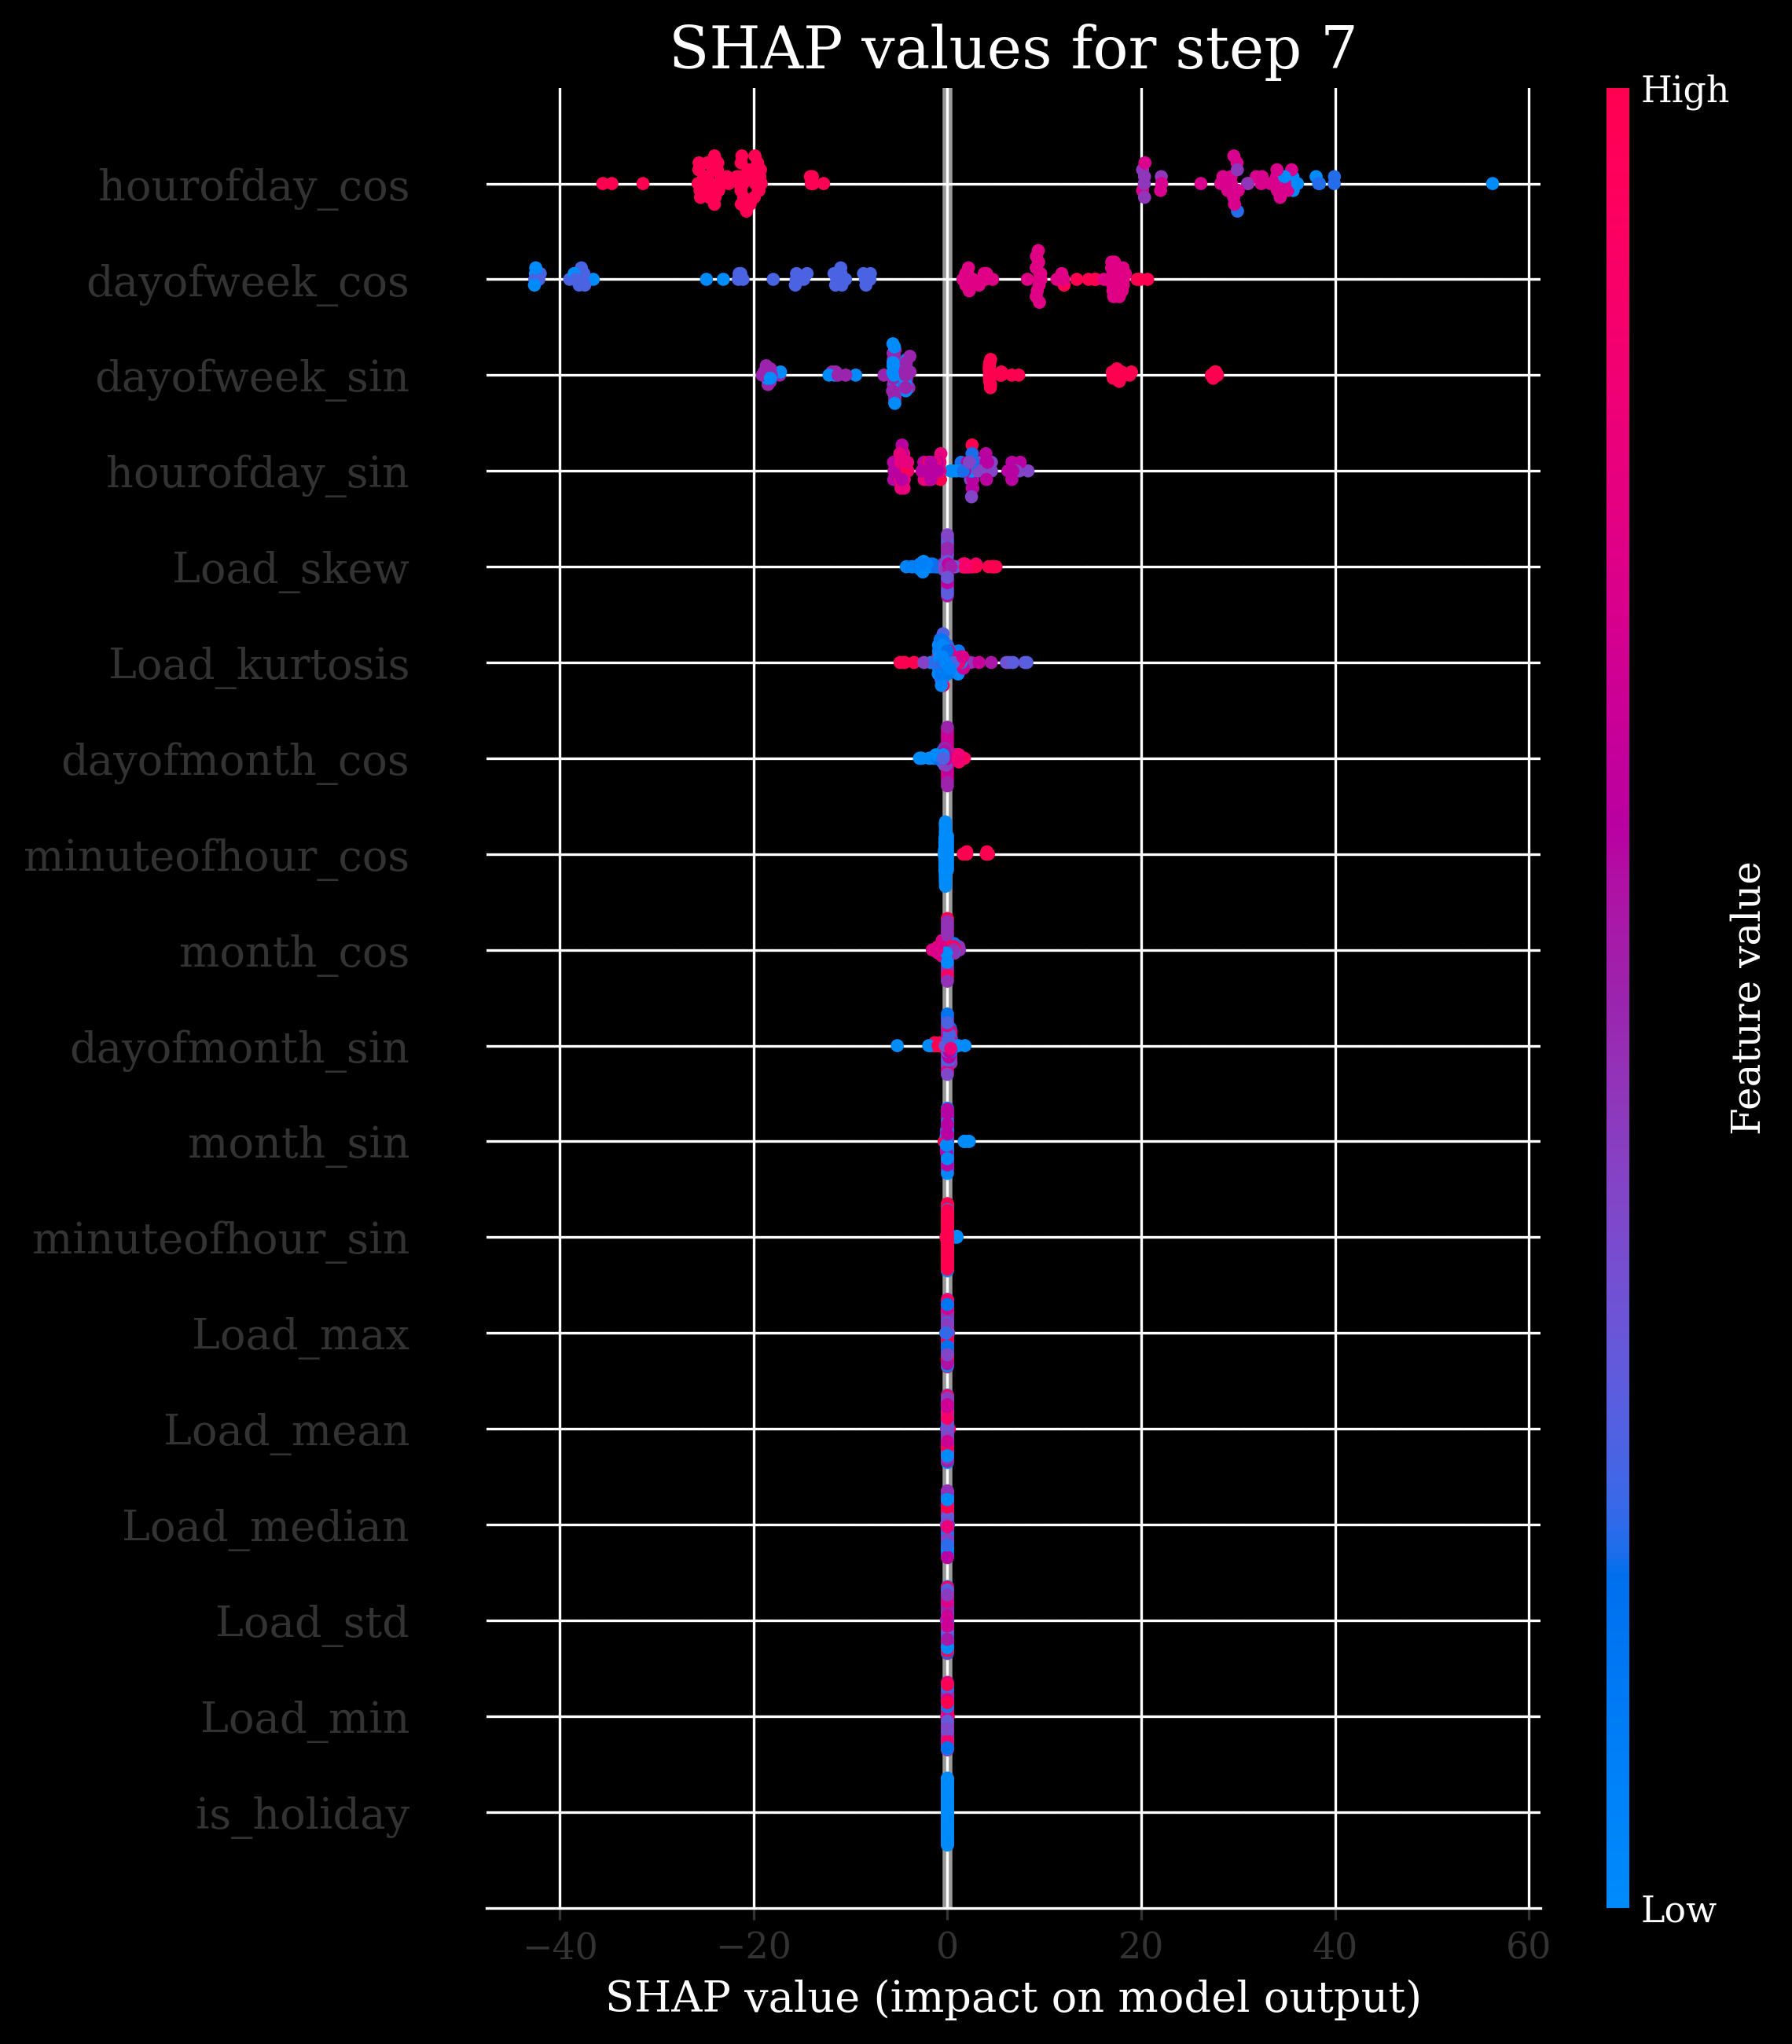 SHAP values for step 7
High
hourofday_cos
dayofweek_cos
dayofweek_sin
hourofday_sin
Load_skew
Load_kurtosis
dayofmonth_cos
minuteofhour_cos
month_cos
dayofmonth_sin
month_sin
minuteofhour_sin
Load_max
Load_mean
Load_median
Load_std
Load_min
is_holiday
Feature value
Low
−40 −20 0 20 40 60
SHAP value (impact on model output)